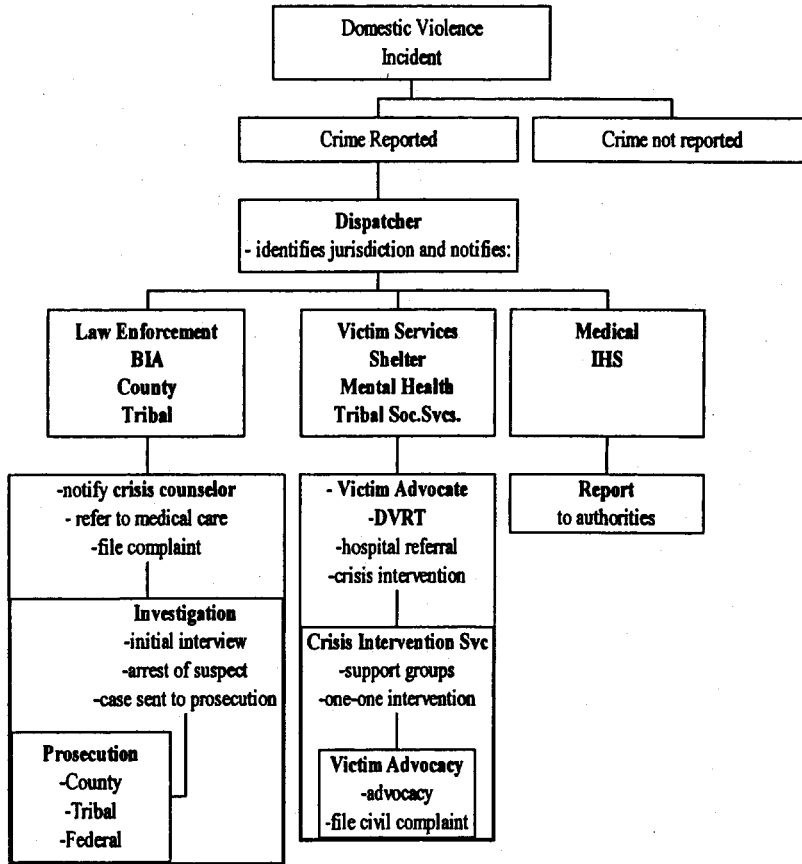 Domestic Violence
Incident
Crime Reported
Crime not reported
Dispatcher
- identifies jurisdiction and notifies:
Law Enforcement
BIA
County
Tribal
Victim Services
Shelter
Mental Health
Tribal Soc.Svcs.
Medical
IHS
-notify crisis counselor
- refer to medical care
-file complaint
- Victim Advocate
-DVRT
-hospital referral
-crisis intervention
Report
to authorities
Investigation
-initial interview
-arrest of suspect
-case sent to prosecution
Crisis Intervention Svc
-support groups
-one-one intervention
Prosecution
-County
-Tribal
-Federal
Victim Advocacy
-advocacy
-file civil complaint